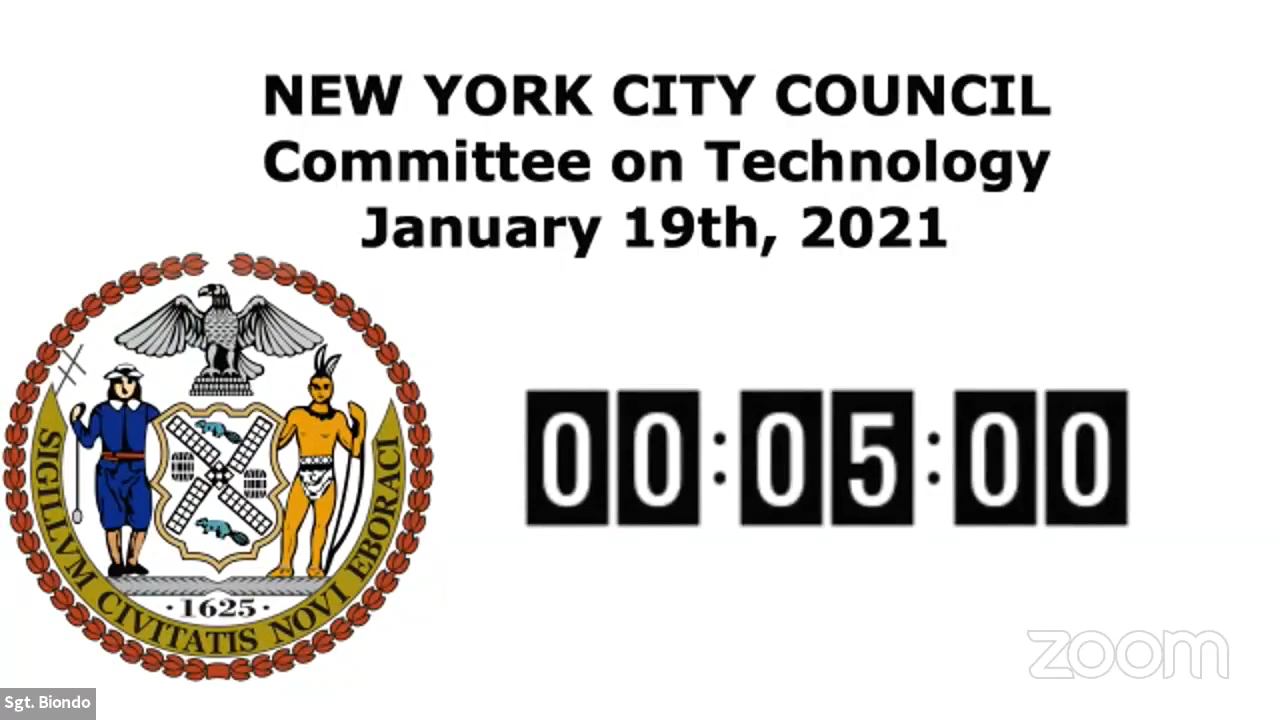 NEW YORK CITY COUNCIL
Committee on Technology
January 19th, 2021
00:05:00
SIGILLVM CIVITATIS NOVI EBORACI
·1625·
zoom
Sgt. Biondo